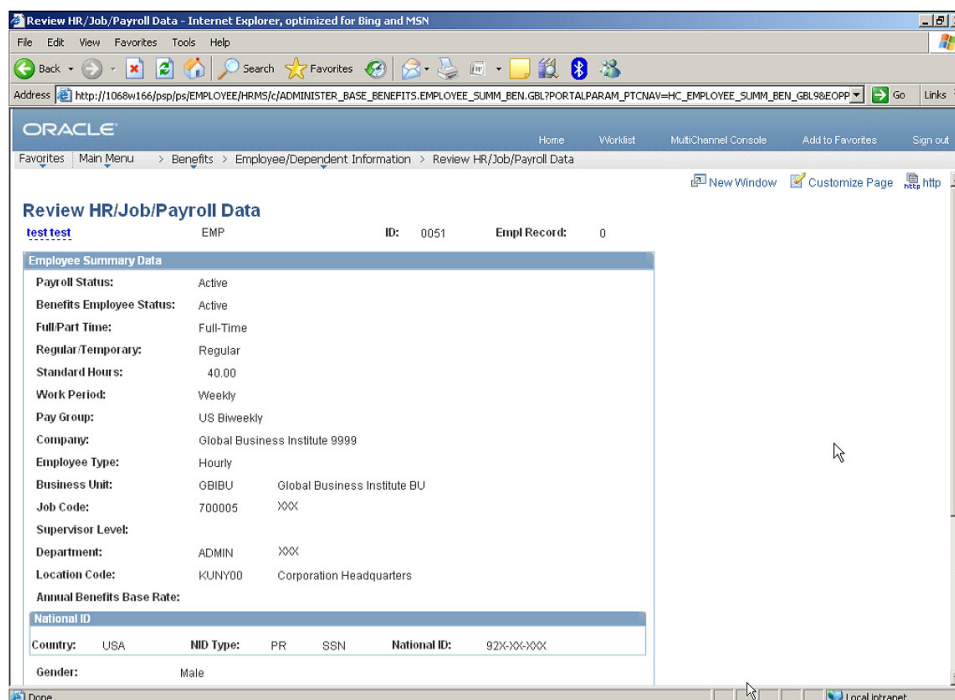 Review HR/Job/Payroll Data - Internet Explorer, optimized for Bing and MSN
File Edit View Favorites Tools Help
Back Search Favorites
Address http://1068w166/psp/ps/EMPLOYEE/HRMS/c/ADMINISTER_BASE_BENEFITS.EMPLOYEE_SUMM_BEN.GBL?PORTALPARAM_PTCNAV=HC_EMPLOYEE_SUMM_BEN_GBL9&EOPP Go Links
ORACLE
Home Worklist MultiChannel Console Add to Favorites Sign out
Favorites Main Menu > Benefits > Employee/Dependent Information > Review HR/Job/Payroll Data
New Window Customize Page http
Review HR/Job/Payroll Data
test test EMP ID: 0051 Empl Record: 0
Employee Summary Data
Payroll Status: Active
Benefits Employee Status: Active
Full/Part Time: Full-Time
Regular/Temporary: Regular
Standard Hours: 40.00
Work Period: Weekly
Pay Group: US Biweekly
Company: Global Business Institute 9999
Employee Type: Hourly
Business Unit: GBIBU Global Business Institute BU
Job Code: 700005 XXX
Supervisor Level:
Department: ADMIN XXX
Location Code: KUNY00 Corporation Headquarters
Annual Benefits Base Rate:
National ID
Country: USA NID Type: PR SSN National ID: 92X-XX-XXX
Gender: Male
Done Local intranet